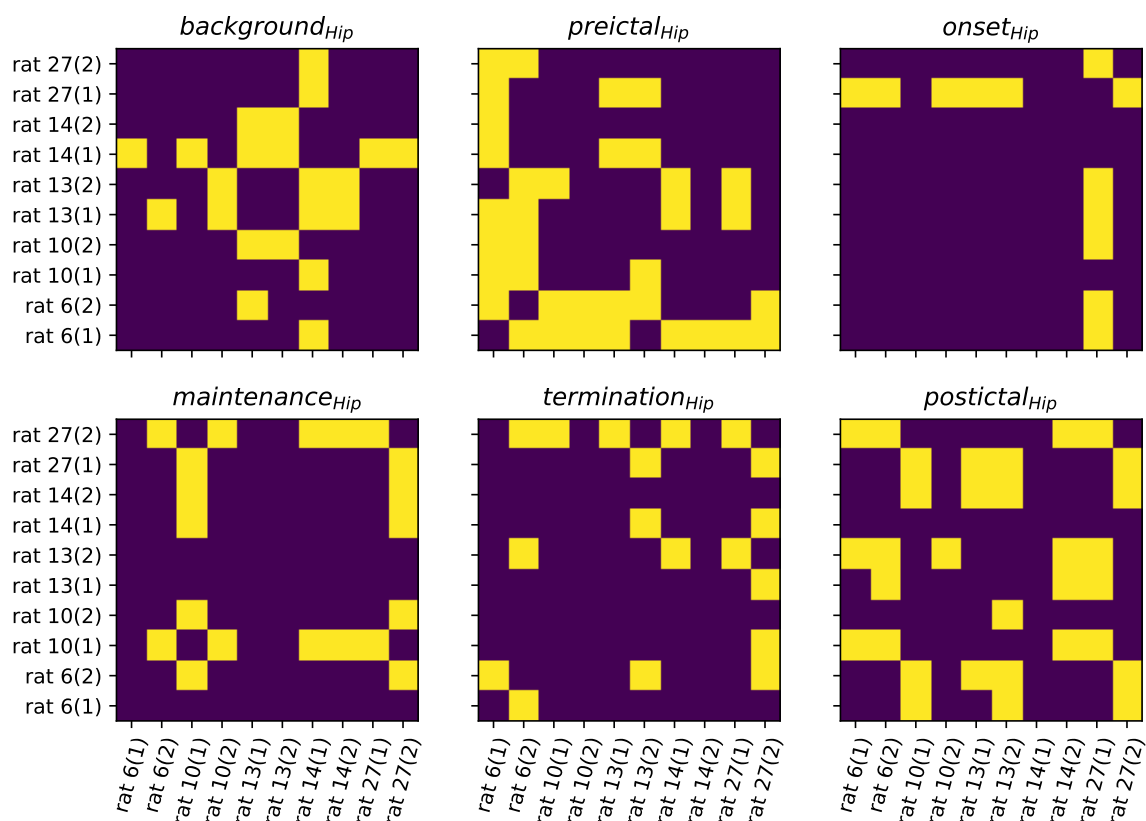 background_Hip
preictal_Hip
onset_Hip
rat 27(2)
rat 27(1)
rat 14(2)
rat 14(1)
rat 13(2)
rat 13(1)
rat 10(2)
rat 10(1)
rat 6(2)
rat 6(1)
maintenance_Hip
termination_Hip
postictal_Hip
rat 27(2)
rat 27(1)
rat 14(2)
rat 14(1)
rat 13(2)
rat 13(1)
rat 10(2)
rat 10(1)
rat 6(2)
rat 6(1)
rat 6(1)
rat 6(2)
rat 10(1)
rat 10(2)
rat 13(1)
rat 13(2)
rat 14(1)
rat 14(2)
rat 27(1)
rat 27(2)
rat 6(1)
rat 6(2)
rat 10(1)
rat 10(2)
rat 13(1)
rat 13(2)
rat 14(1)
rat 14(2)
rat 27(1)
rat 27(2)
rat 6(1)
rat 6(2)
rat 10(1)
rat 10(2)
rat 13(1)
rat 13(2)
rat 14(1)
rat 14(2)
rat 27(1)
rat 27(2)